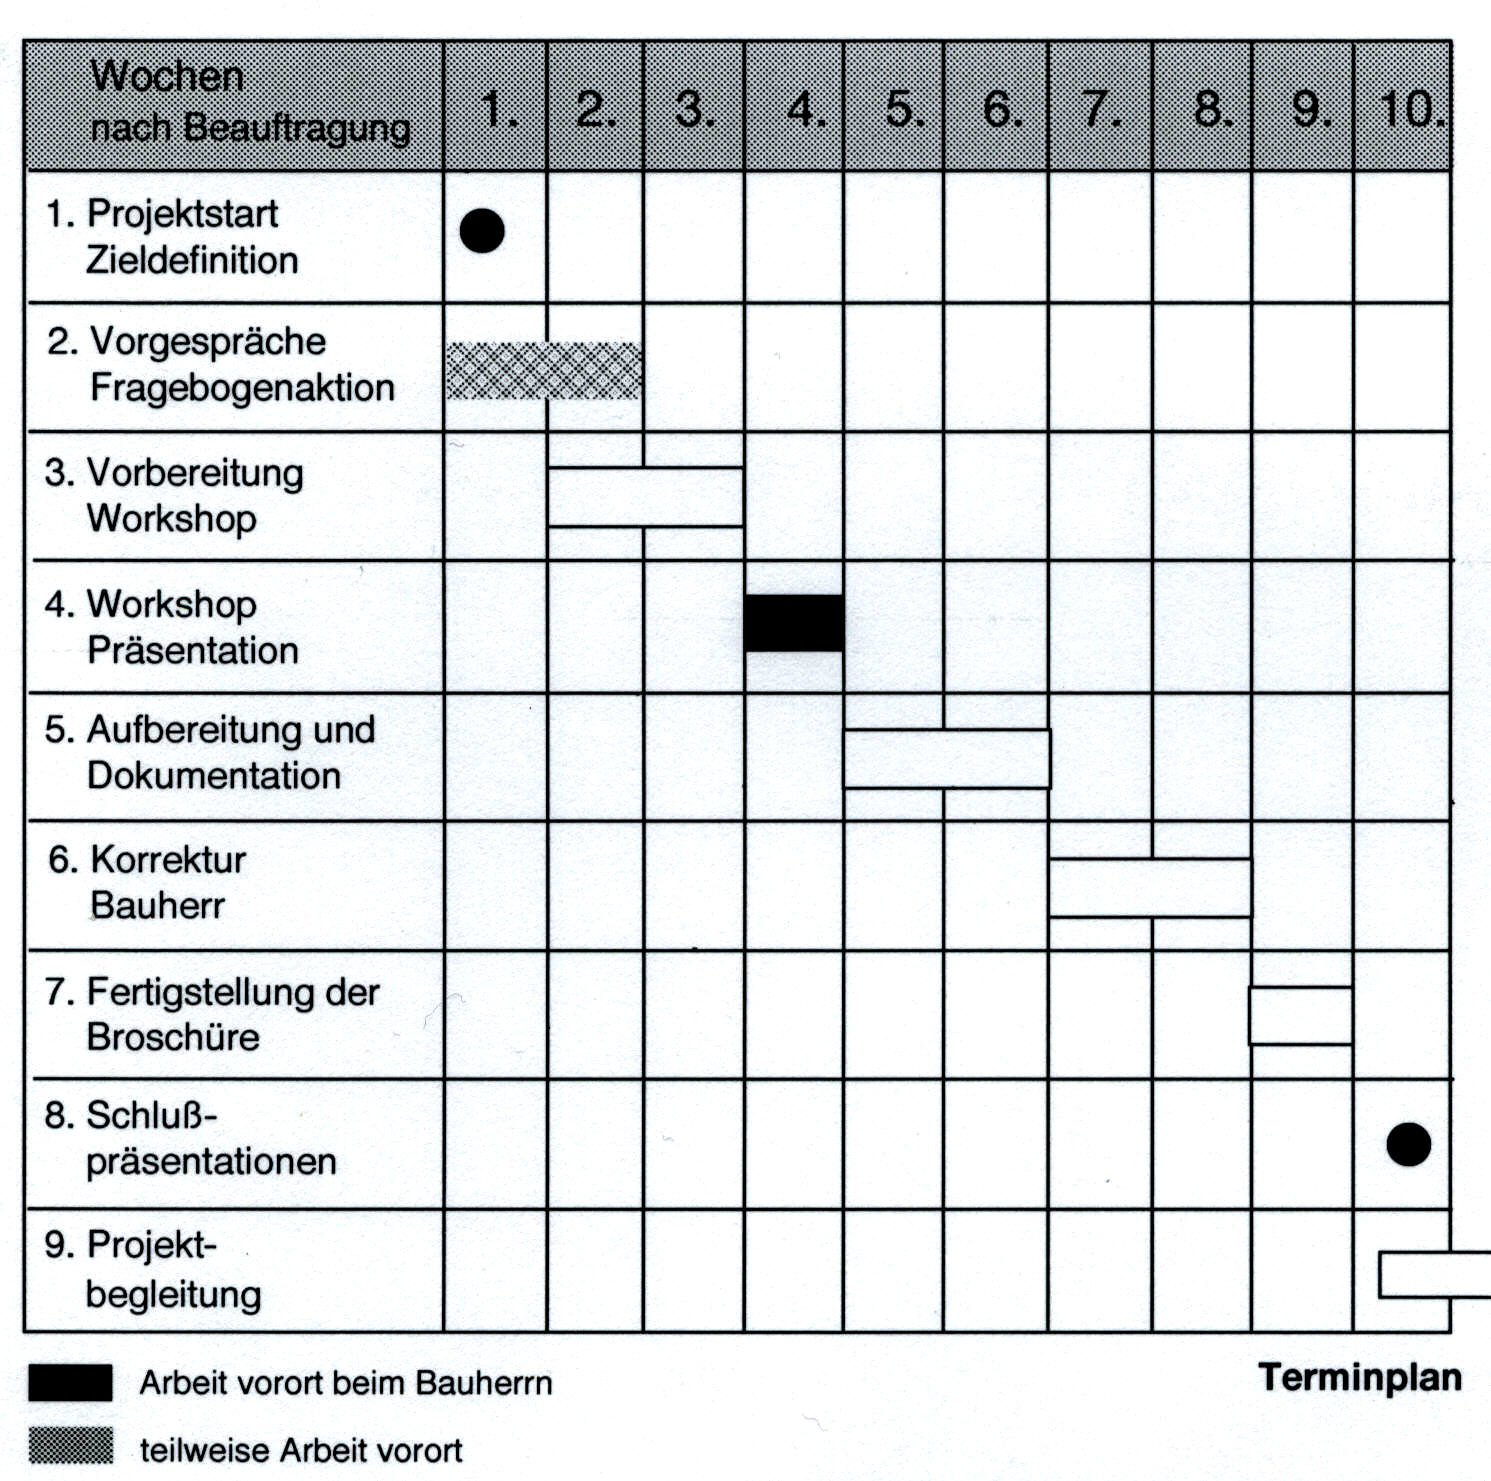 Wochen
nach Beauftragung
1. 2. 3. 4. 5. 6. 7. 8. 9. 10.
1. Projektstart
Zieldefinition
2. Vorgespräche
Fragebogenaktion
3. Vorbereitung
Workshop
4. Workshop
Präsentation
5. Aufbereitung und
Dokumentation
6. Korrektur
Bauherr
7. Fertigstellung der
Broschüre
8. Schluß-
präsentationen
9. Projekt-
begleitung
Arbeit vorort beim Bauherrn
Terminplan
teilweise Arbeit vorort